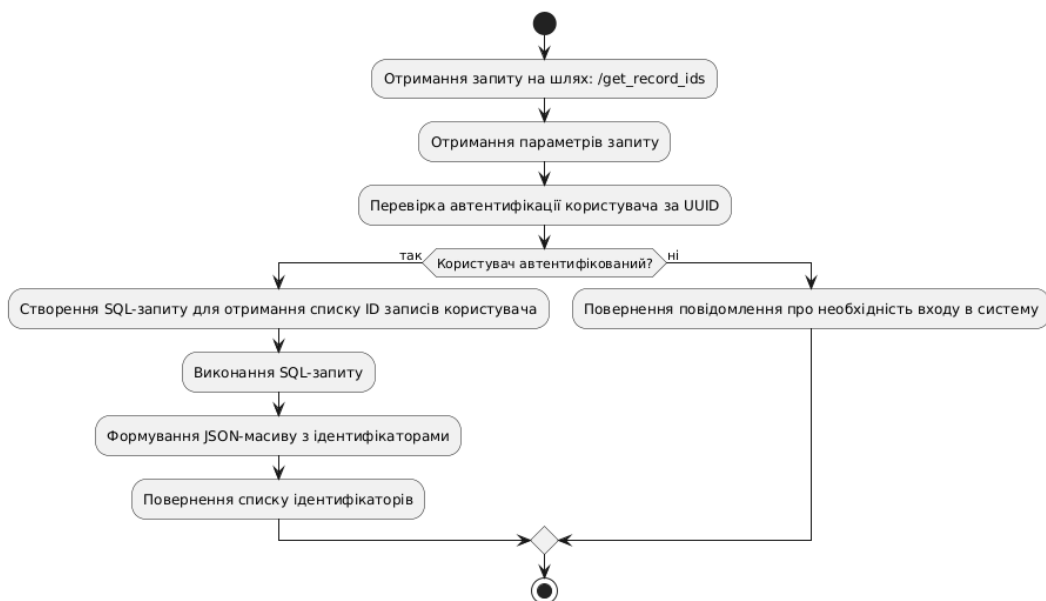 Отримання запиту на шлях: /get_record_ids
Отримання параметрів запиту
Перевірка автентифікації користувача за UUID
так
Користувач автентифікований?
ні
Створення SQL-запиту для отримання списку ID записів користувача
Повернення повідомлення про необхідність входу в систему
Виконання SQL-запиту
Формування JSON-масиву з ідентифікаторами
Повернення списку ідентифікаторів